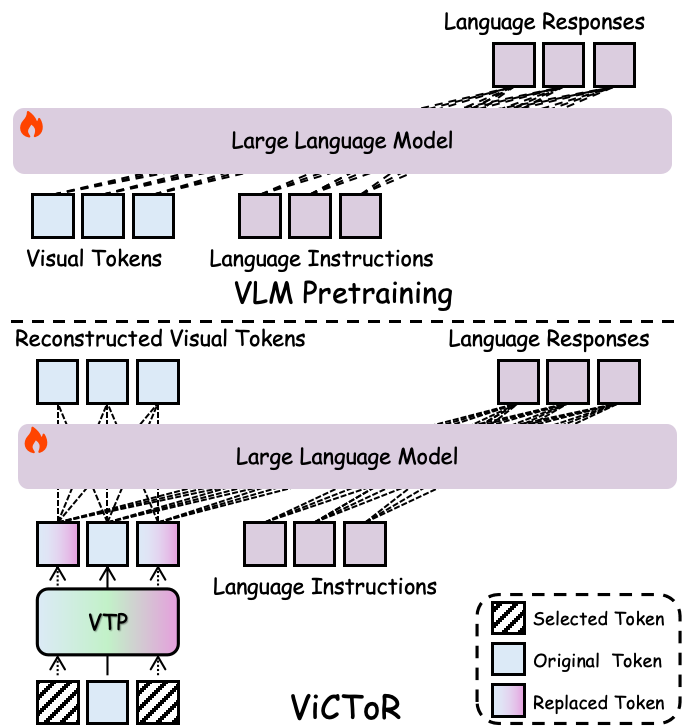 Language Responses
Large Language Model
Visual Tokens
Language Instructions
VLM Pretraining
Reconstructed Visual Tokens
Language Responses
Large Language Model
Language Instructions
VTP
Selected Token
Original Token
Replaced Token
ViCToR